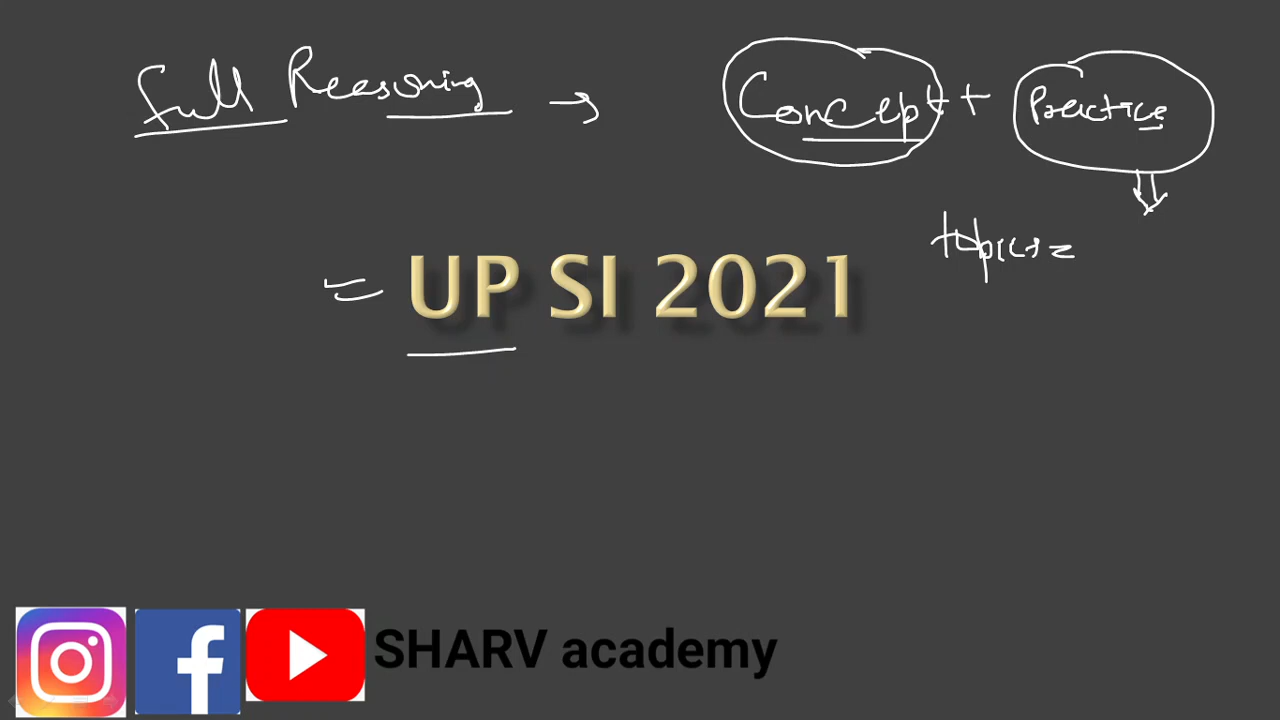 Full Reasoning → Concept + Practice
= UP SI 2021
SHARV academy